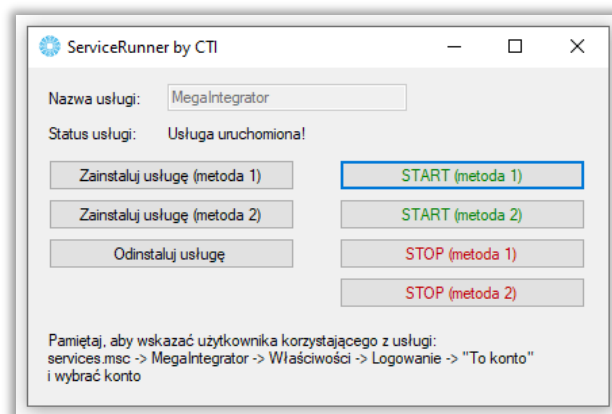 ServiceRunner by CTI
Nazwa usługi: MegaIntegrator
Status usługi: Usługa uruchomiona!
Zainstaluj usługę (metoda 1) START (metoda 1)
Zainstaluj usługę (metoda 2) START (metoda 2)
Odinstaluj usługę STOP (metoda 1)
STOP (metoda 2)
Pamiętaj, aby wskazać użytkownika korzystającego z usługi:
services.msc -> MegaIntegrator -> Właściwości -> Logowanie -> "To konto"
i wybrać konto